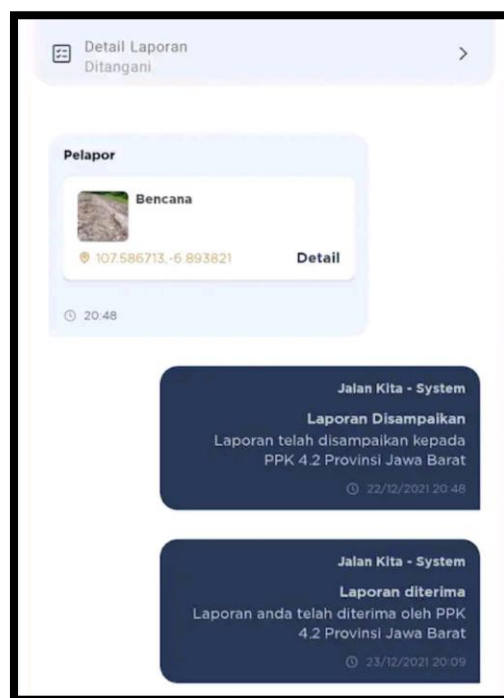 Detail Laporan
Ditangani
Pelapor
Bencana
107.586713,-6.893821
Detail
20:48
Jalan Kita - System
Laporan Disampaikan
Laporan telah disampaikan kepada
PPK 4.2 Provinsi Jawa Barat
22/12/2021 20:48
Jalan Kita - System
Laporan diterima
Laporan anda telah diterima oleh PPK
4.2 Provinsi Jawa Barat
23/12/2021 20:09